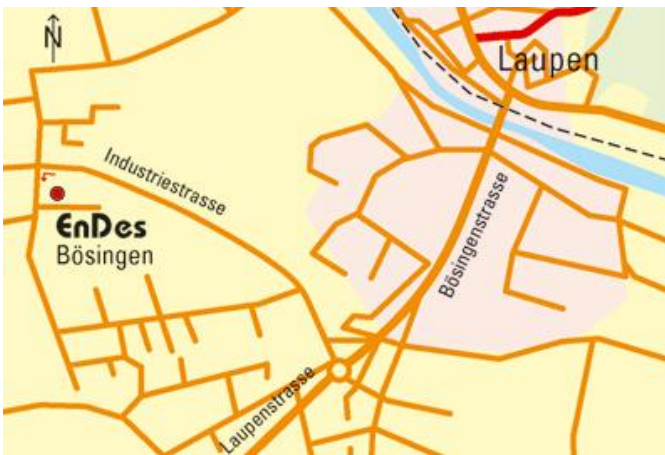 N
Laupen
Industriestrasse
EnDes
Bösingen
Bösingenstrasse
Laupenstrasse